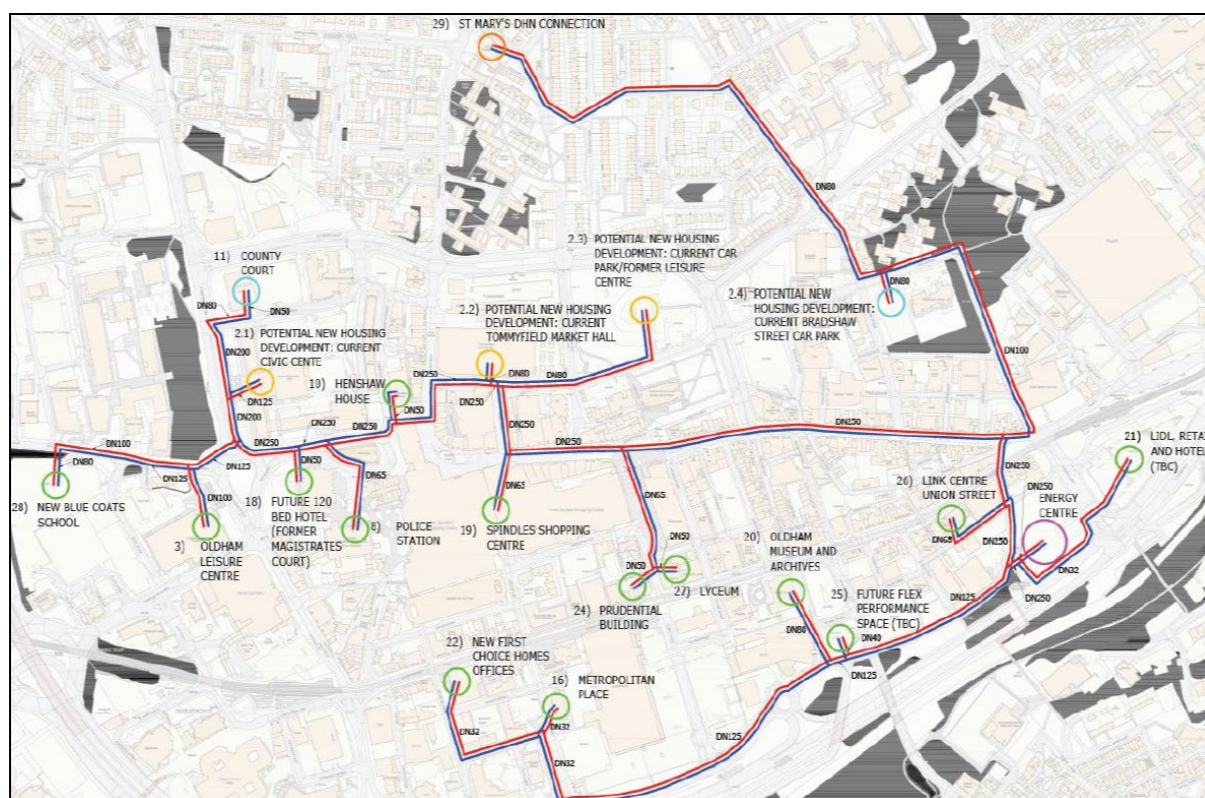 29) ST MARY'S DHN CONNECTION
DN80
2.3) POTENTIAL NEW HOUSING
DEVELOPMENT: CURRENT CAR
PARK/FORMER LEISURE
CENTRE
11) COUNTY
COURT
DN80
DN50
2.4) POTENTIAL NEW
HOUSING DEVELOPMENT:
CURRENT BRADSHAW
STREET CAR PARK
DN80
2.2) POTENTIAL NEW HOUSING
DEVELOPMENT: CURRENT
TOMMYFIELD MARKET HALL
2.1) POTENTIAL NEW HOUSING
DEVELOPMENT: CURRENT
CIVIC CENTE
DN200
DN125
DN200
10) HENSHAW
HOUSE
DN250
DN80
DN80
DN100
DN50
DN250
DN250
DN250
DN250
DN250
DN250
DN100
DN80
DN125
DN125
DN100
DN50
DN65
DN65
DN65
28) NEW BLUE COATS
SCHOOL
3) OLDHAM
LEISURE
CENTRE
18) FUTURE 120
BED HOTEL
(FORMER
MAGISTRATES
COURT)
8) POLICE
STATION
19) SPINDLES SHOPPING
CENTRE
21) LIDL, RETAIL
AND HOTEL
(TBC)
DN250
DN250
26) LINK CENTRE
UNION STREET
DN65
ENERGY
CENTRE
DN250
DN32
DN250
DN50
DN50
20) OLDHAM
MUSEUM AND
ARCHIVES
27) LYCEUM
24) PRUDENTIAL
BUILDING
25) FUTURE FLEX
PERFORMANCE
SPACE (TBC)
DN125
DN40
DN80
DN125
22) NEW FIRST
CHOICE HOMES
OFFICES
16) METROPOLITAN
PLACE
DN32
DN32
DN32
DN125